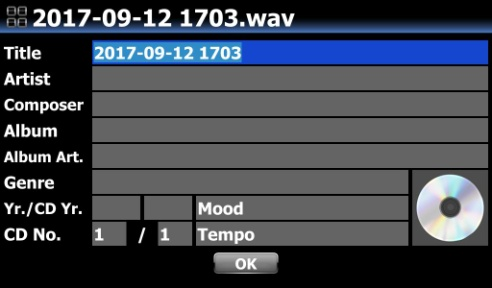 2017-09-12 1703.wav
Title 2017-09-12 1703
Artist
Composer
Album
Album Art.
Genre
Yr./CD Yr. Mood
CD No. 1 / 1 Tempo
OK